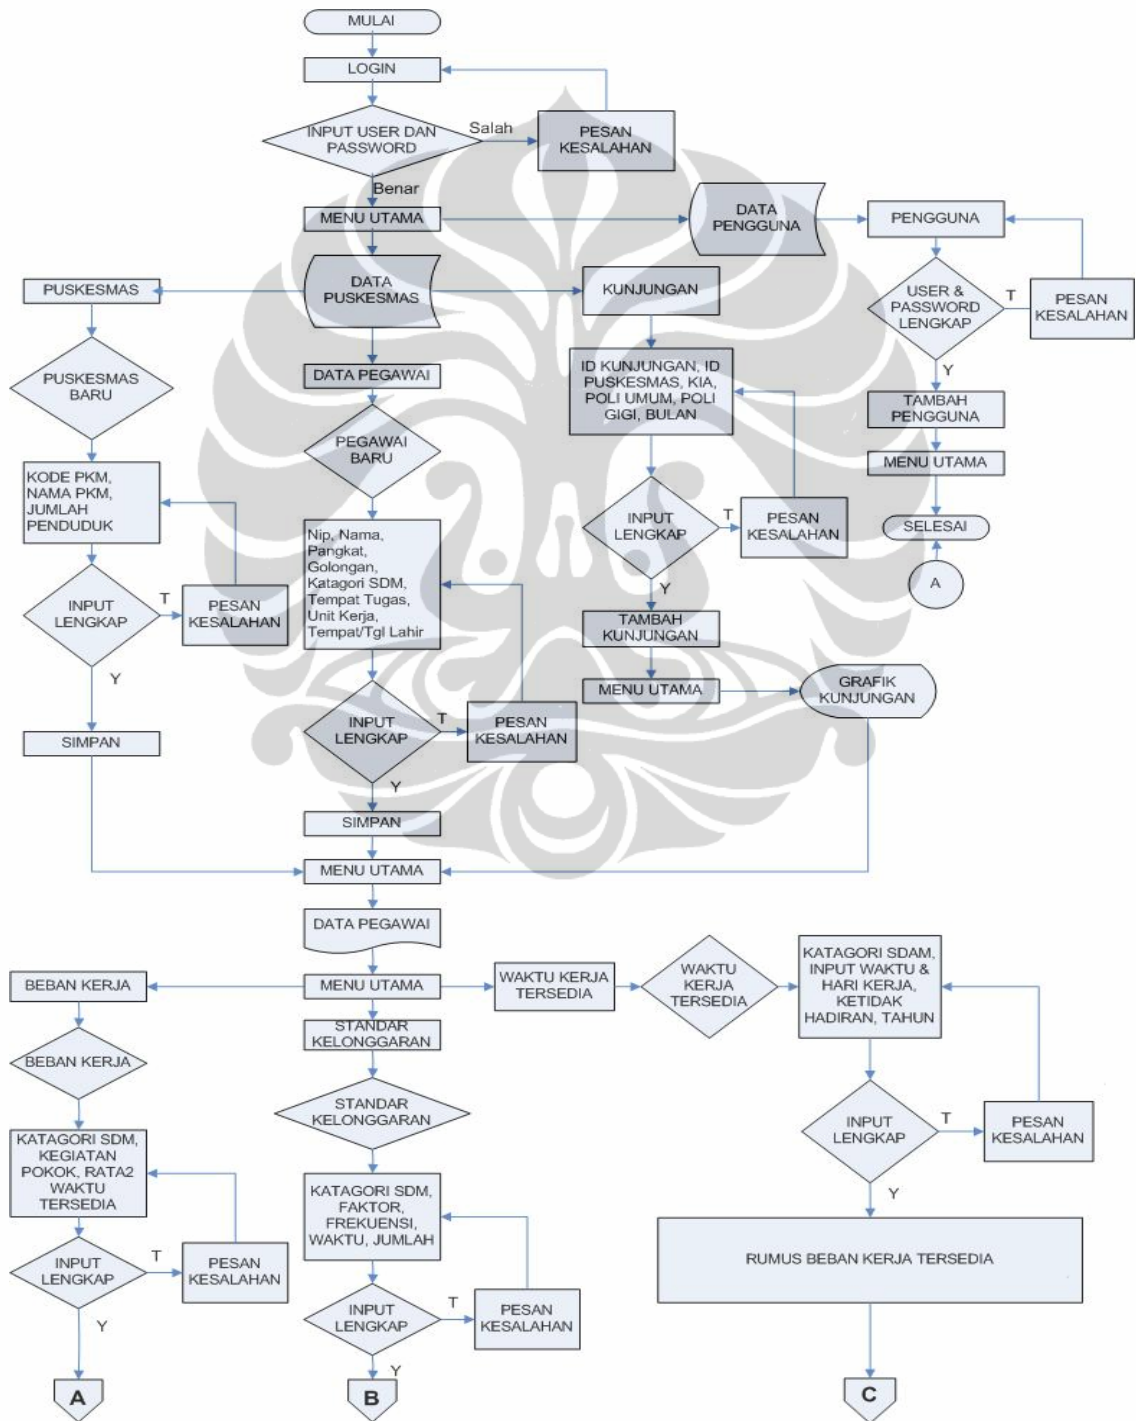 MULAI
LOGIN
INPUT USER DAN
PASSWORD
Salah
PESAN
KESALAHAN
Benar
MENU UTAMA
DATA
PENGGUNA
PENGGUNA
PUSKESMAS
DATA
PUSKESMAS
KUNJUNGAN
USER &
PASSWORD
LENGKAP
T
PESAN
KESALAHAN
Y
PUSKESMAS
BARU
DATA PEGAWAI
ID KUNJUNGAN, ID
PUSKESMAS, KIA,
POLI UMUM, POLI
GIGI, BULAN
TAMBAH
PENGGUNA
MENU UTAMA
SELESAI
A
PEGAWAI
BARU
KODE PKM,
NAMA PKM,
JUMLAH
PENDUDUK
INPUT
LENGKAP
T
PESAN
KESALAHAN
Y
Nip, Nama,
Pangkat,
Golongan,
Katagori SDM,
Tempat Tugas,
Unit Kerja,
Tempat/Tgl Lahir
INPUT
LENGKAP
T
PESAN
KESALAHAN
Y
TAMBAH
KUNJUNGAN
MENU UTAMA
GRAFIK
KUNJUNGAN
SIMPAN
INPUT
LENGKAP
T
PESAN
KESALAHAN
Y
SIMPAN
MENU UTAMA
DATA PEGAWAI
MENU UTAMA
BEBAN KERJA
WAKTU KERJA
TERSEDIA
WAKTU
KERJA
TERSEDIA
KATAGORI SDAM,
INPUT WAKTU &
HARI KERJA,
KETIDAK
HADIRAN, TAHUN
STANDAR
KELONGGARAN
BEBAN KERJA
STANDAR
KELONGGARAN
INPUT
LENGKAP
T
PESAN
KESALAHAN
Y
KATAGORI SDM,
KEGIATAN
POKOK, RATA2
WAKTU
TERSEDIA
KATAGORI SDM,
FAKTOR,
FREKUENSI,
WAKTU, JUMLAH
RUMUS BEBAN KERJA TERSEDIA
INPUT
LENGKAP
T
PESAN
KESALAHAN
Y
INPUT
LENGKAP
T
PESAN
KESALAHAN
Y
A
B
C